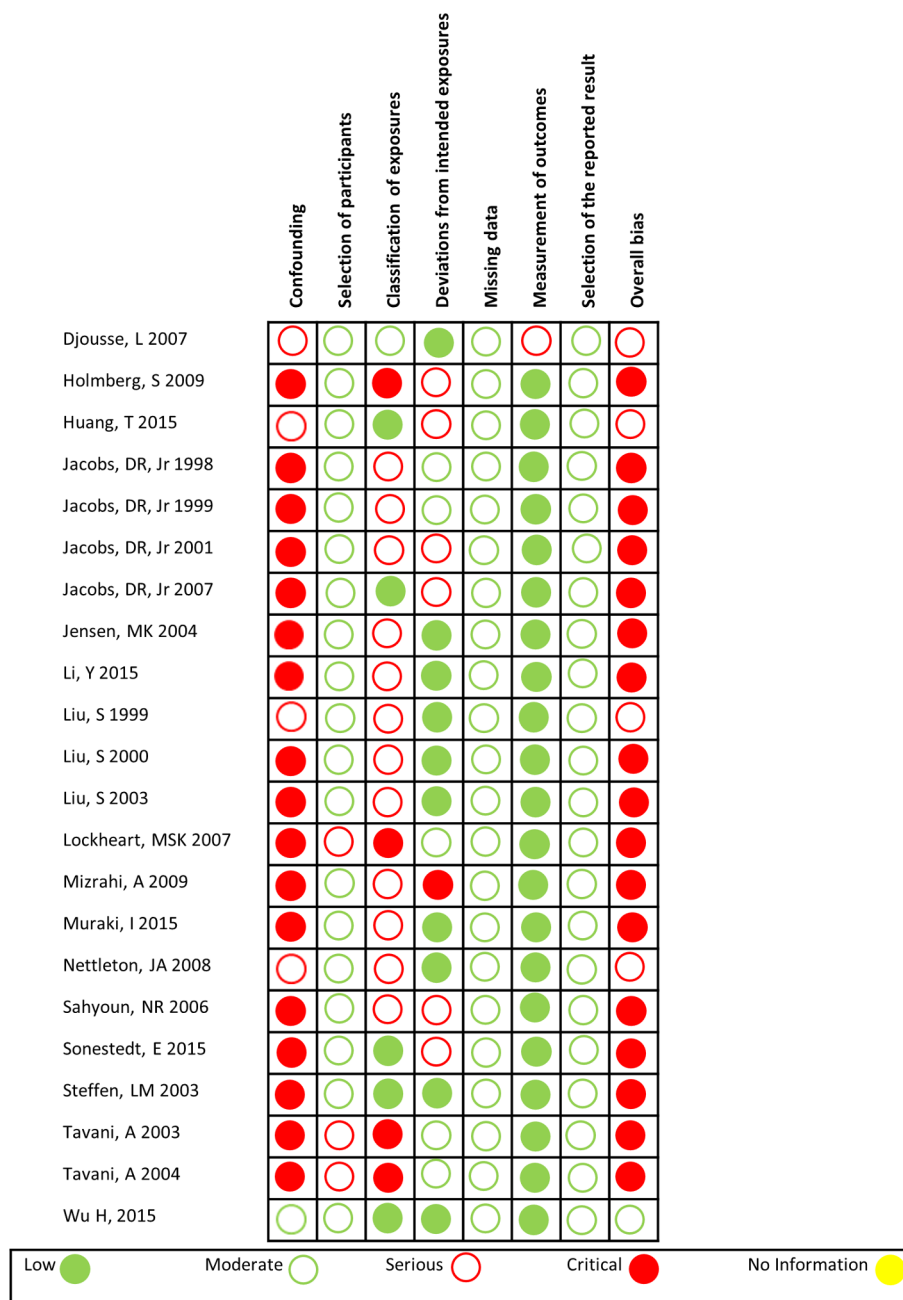 Confounding
Selection of participants
Classification of exposures
Deviations from intended exposures
Missing data
Measurement of outcomes
Selection of the reported result
Overall bias
Djousse, L 2007
Holmberg, S 2009
Huang, T 2015
Jacobs, DR, Jr 1998
Jacobs, DR, Jr 1999
Jacobs, DR, Jr 2001
Jacobs, DR, Jr 2007
Jensen, MK 2004
Li, Y 2015
Liu, S 1999
Liu, S 2000
Liu, S 2003
Lockheart, MSK 2007
Mizrahi, A 2009
Muraki, I 2015
Nettleton, JA 2008
Sahyoun, NR 2006
Sonestedt, E 2015
Steffen, LM 2003
Tavani, A 2003
Tavani, A 2004
Wu H, 2015
Low Moderate Serious Critical No Information